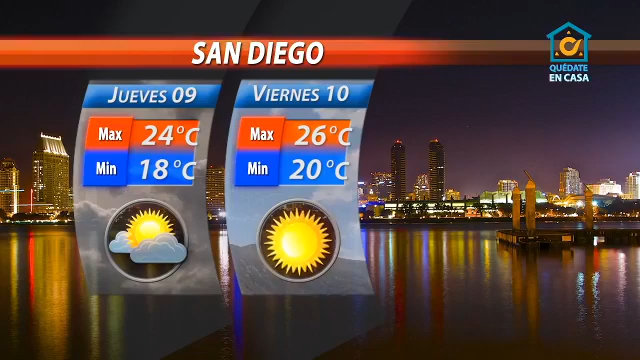 SAN DIEGO
QUÉDATE
EN CASA
JUEVES 09
Max 24°C
Min 18°C
VIERNES 10
Max 26°C
Min 20°C